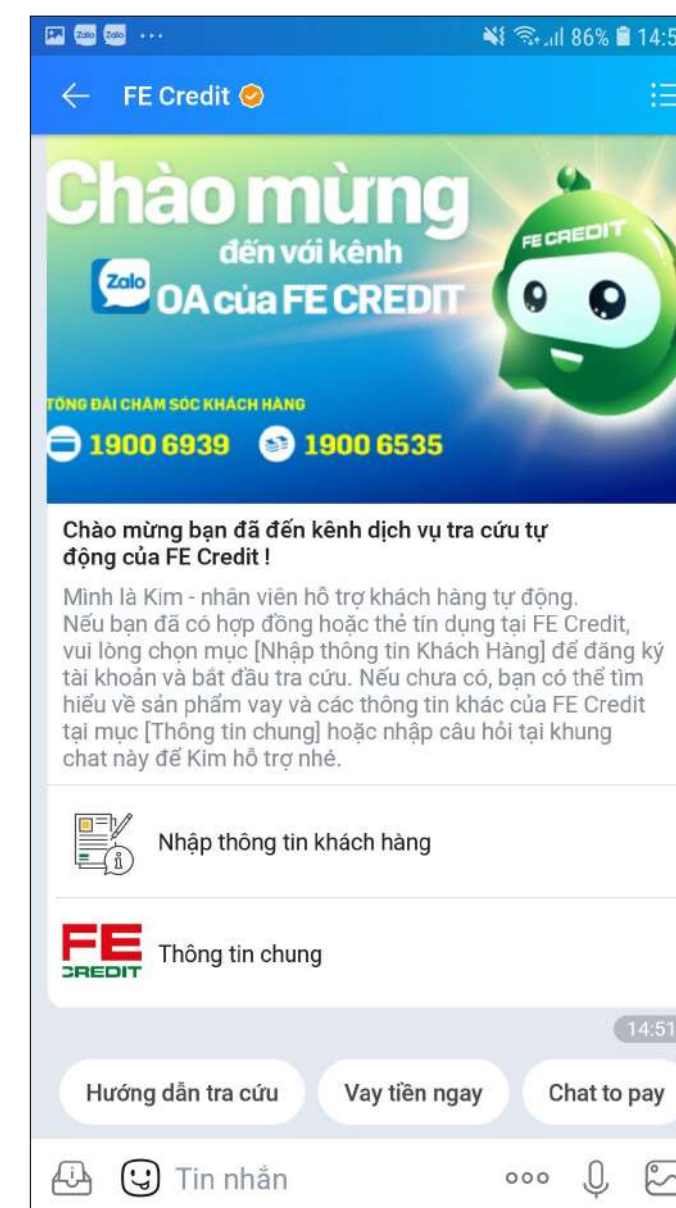 Zalo Zalo ... 86% 14:5
FE Credit
Chào mừng
đến với kênh
Zalo OA của FE CREDIT
FE CREDIT
TỔNG ĐÀI CHĂM SÓC KHÁCH HÀNG
1900 6939 1900 6535
Chào mừng bạn đã đến kênh dịch vụ tra cứu tự
động của FE Credit !
Mình là Kim - nhân viên hỗ trợ khách hàng tự động.
Nếu bạn đã có hợp đồng hoặc thẻ tín dụng tại FE Credit,
vui lòng chọn mục [Nhập thông tin Khách Hàng] để đăng ký
tài khoản và bắt đầu tra cứu. Nếu chưa có, bạn có thể tìm
hiểu về sản phẩm vay và các thông tin khác của FE Credit
tại mục [Thông tin chung] hoặc nhập câu hỏi tại khung
chat này để Kim hỗ trợ nhé.
Nhập thông tin khách hàng
FE
CREDIT
Thông tin chung
14:51
Hướng dẫn tra cứu Vay tiền ngay Chat to pay
Tin nhắn